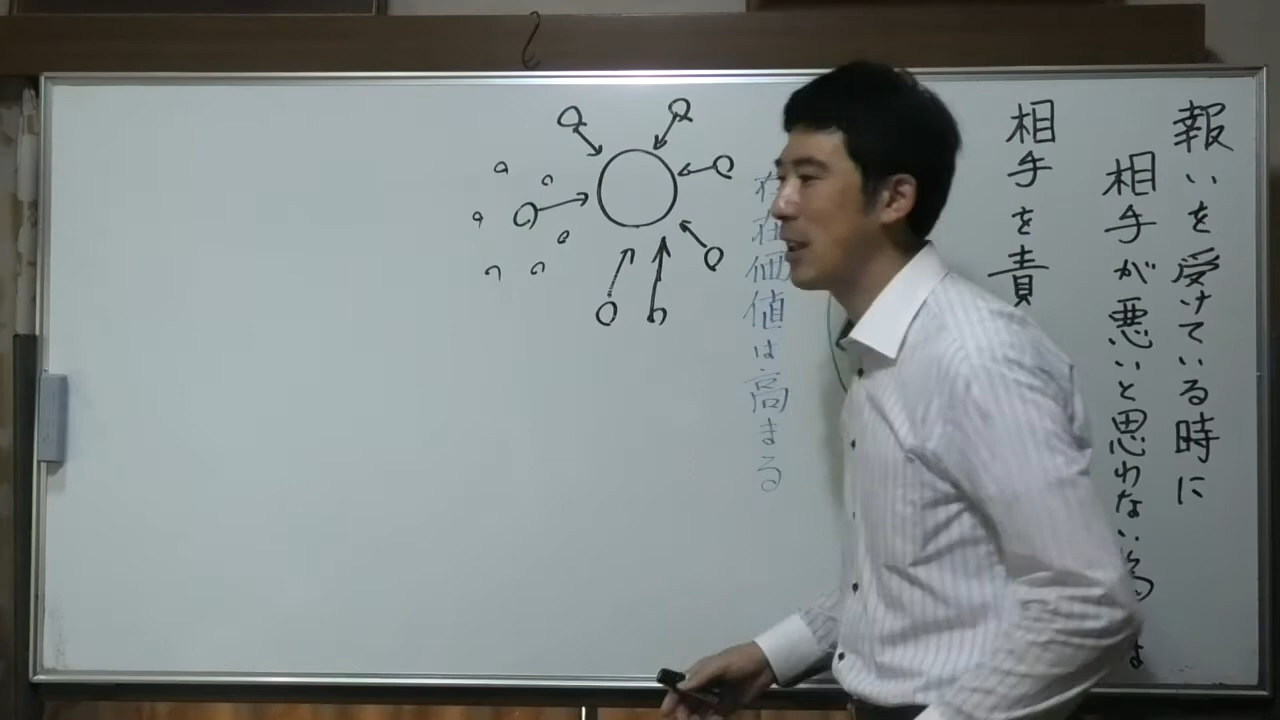 報いを受けている時に
相手が悪いと思わない為
相手を責
存在価値は高まる